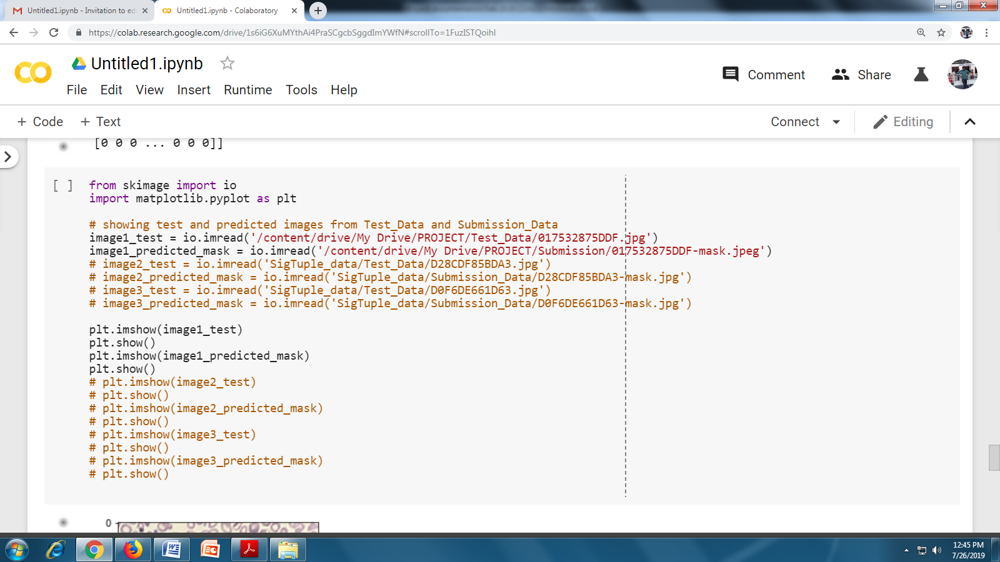 Untitled1.ipynb - Invitation to ed
Untitled1.ipynb - Colaboratory
https://colab.research.google.com/drive/1s6iG6XuMYthAi4PraSCgcbSggdImYWfN#scrollTo=1FuzISTQoihI
Untitled1.ipynb
Comment
Share
File Edit View Insert Runtime Tools Help
+ Code + Text
Connect
Editing
[0 0 0 ... 0 0 0]]
[ ] from skimage import io
import matplotlib.pyplot as plt
# showing test and predicted images from Test_Data and Submission_Data
image1_test = io.imread('/content/drive/My Drive/PROJECT/Test_Data/017532875DDF.jpg')
image1_predicted_mask = io.imread('/content/drive/My Drive/PROJECT/Submission/017532875DDF-mask.jpeg')
# image2_test = io.imread('SigTuple_data/Test_Data/D28CDF85BDA3.jpg')
# image2_predicted_mask = io.imread('SigTuple_data/Submission_Data/D28CDF85BDA3-mask.jpg')
# image3_test = io.imread('SigTuple_data/Test_Data/D0F6DE661D63.jpg')
# image3_predicted_mask = io.imread('SigTuple_data/Submission_Data/D0F6DE661D63-mask.jpg')
plt.imshow(image1_test)
plt.show()
plt.imshow(image1_predicted_mask)
plt.show()
# plt.imshow(image2_test)
# plt.show()
# plt.imshow(image2_predicted_mask)
# plt.show()
# plt.imshow(image3_test)
# plt.show()
# plt.imshow(image3_predicted_mask)
# plt.show()
0
12:45 PM
7/26/2019